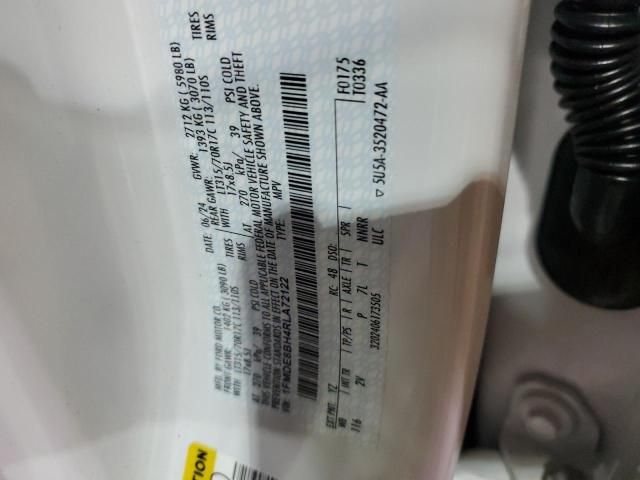 MFD. BY FORD MOTOR CO.
DATE: 06/24 GVWR: 2712 KG ( 5980 LB)
FRONT GAWR: 1402 KG ( 3090 LB) REAR GAWR: 1393 KG ( 3070 LB)
WITH LT315/70R17C 113/110S TIRES WITH LT315/70R17C 113/110S TIRES
17x8.5J RIMS 17x8.5J RIMS
AT 270 kPa/ 39 PSI COLD AT 270 kPa/ 39 PSI COLD
THIS VEHICLE CONFORMS TO ALL APPLICABLE FEDERAL MOTOR VEHICLE SAFETY AND THEFT
PREVENTION STANDARDS IN EFFECT ON THE DATE OF MANUFACTURE SHOWN ABOVE.
VIN: 1FMDE8BH4RLA72122 TYPE: MPV
F0175
T0336
EXT PNT: YZ RC: 48 DSO:
WB INT TR TP/PS R AXLE TR SPR
116 2V P 7L T NNRR
3202406173505 ULC ▽ SU5A-3520472-AA